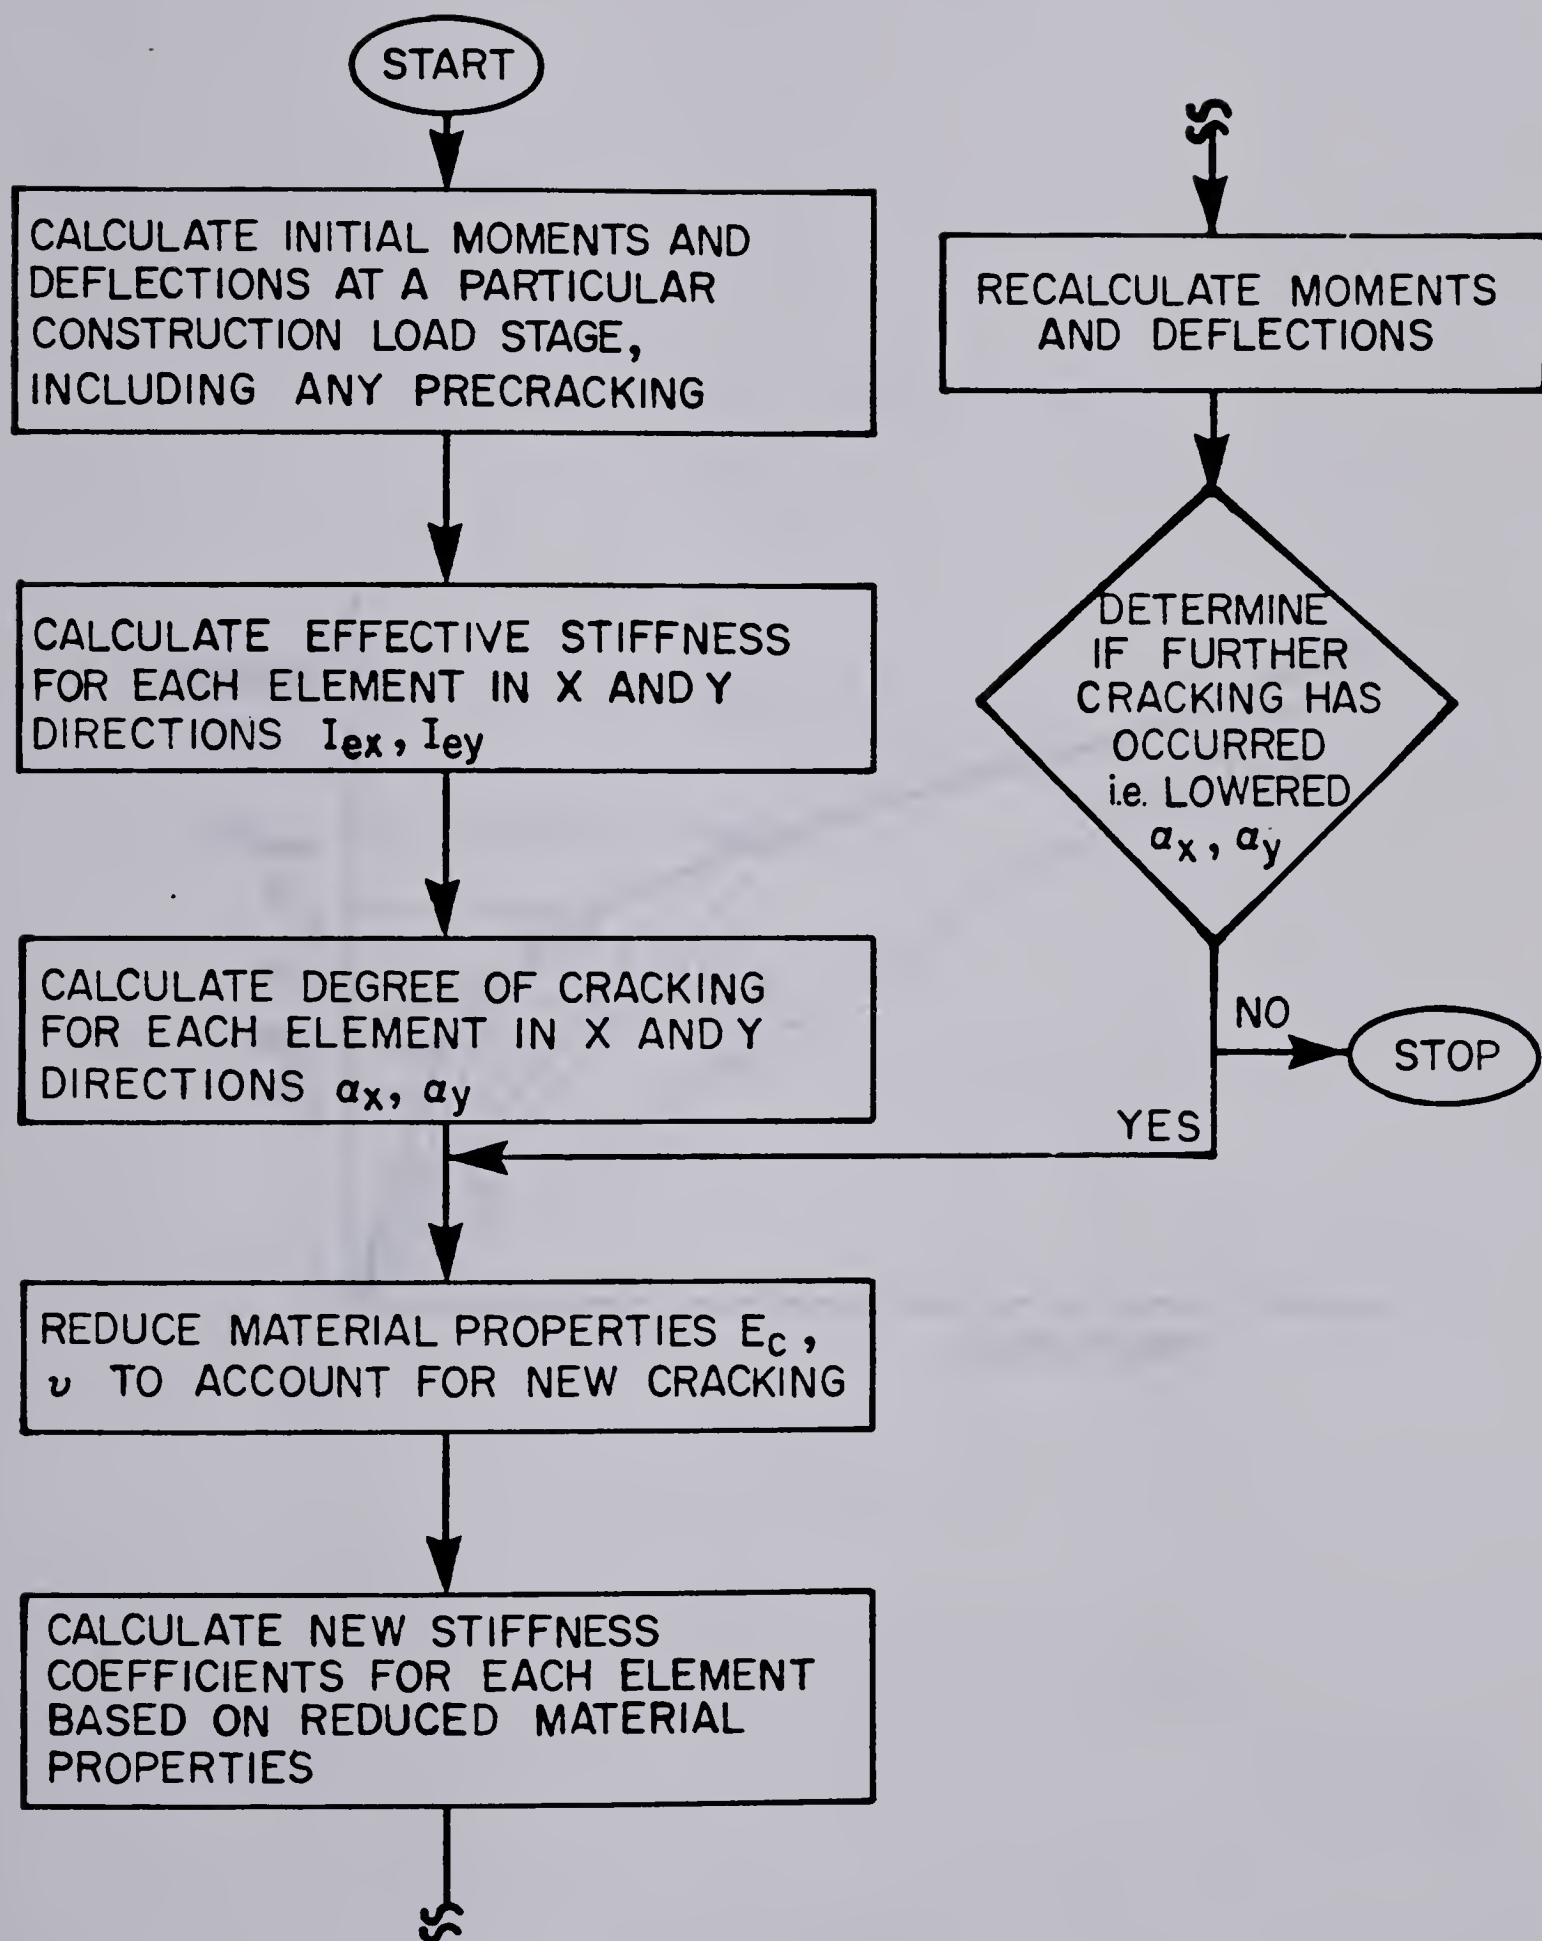 START
CALCULATE INITIAL MOMENTS AND
DEFLECTIONS AT A PARTICULAR
CONSTRUCTION LOAD STAGE,
INCLUDING ANY PRECRACKING
CALCULATE EFFECTIVE STIFFNESS
FOR EACH ELEMENT IN X AND Y
DIRECTIONS Iex, Iey
CALCULATE DEGREE OF CRACKING
FOR EACH ELEMENT IN X AND Y
DIRECTIONS αx, αy
REDUCE MATERIAL PROPERTIES Ec,
ν TO ACCOUNT FOR NEW CRACKING
CALCULATE NEW STIFFNESS
COEFFICIENTS FOR EACH ELEMENT
BASED ON REDUCED MATERIAL
PROPERTIES
RECALCULATE MOMENTS
AND DEFLECTIONS
DETERMINE
IF FURTHER
CRACKING HAS
OCCURRED
i.e. LOWERED
αx, αy
NO
STOP
YES